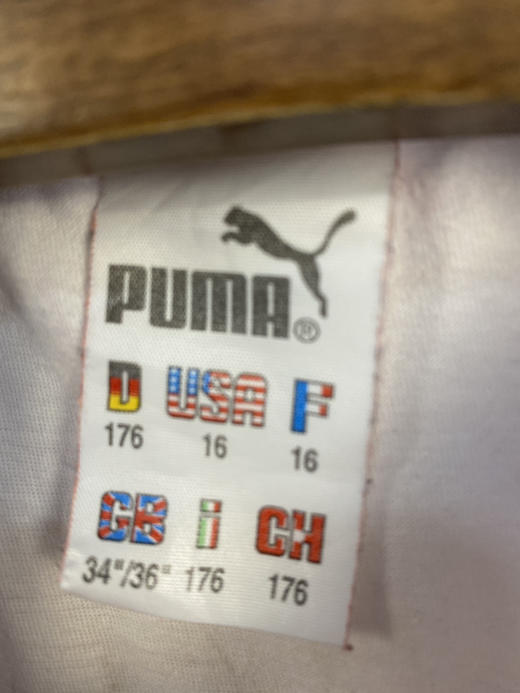 PUMA®
D USA F
176 16 16
GB i CH
34"/36" 176 176